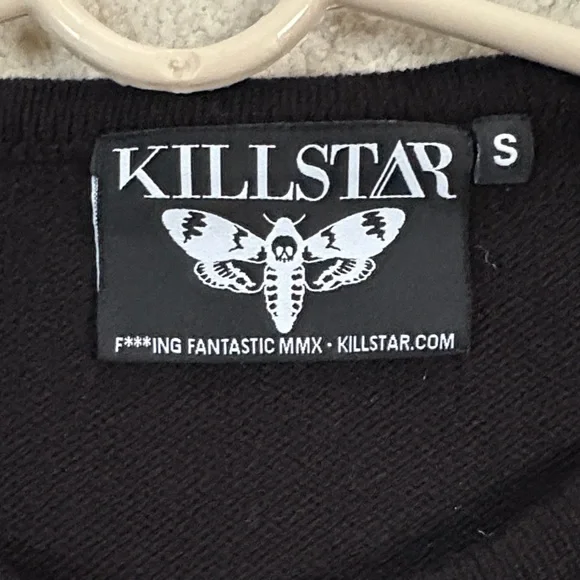 KILLSTAR
S
F***ING FANTASTIC MMX · KILLSTAR.COM